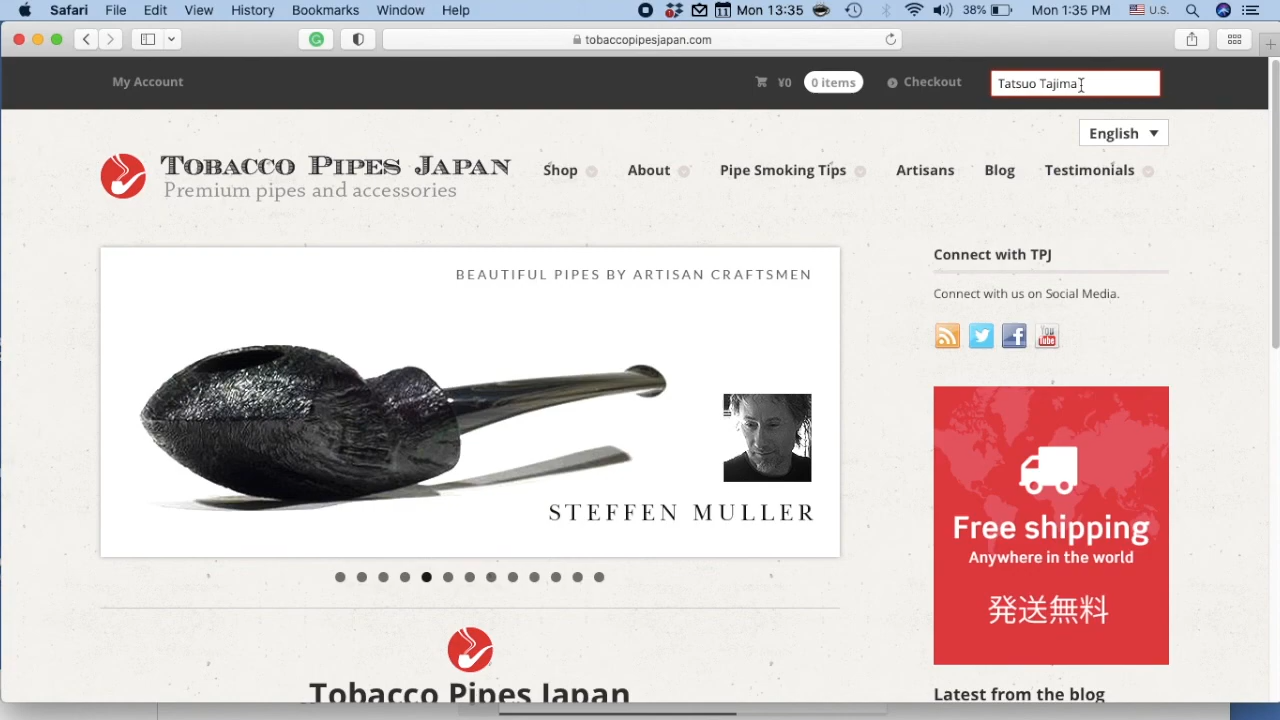 Safari File Edit View History Bookmarks Window Help
11 Mon 13:35 38% Mon 1:35 PM U.S.
tobaccopipesjapan.com
My Account ¥0 0 items Checkout Tatsuo Tajima
English
TOBACCO PIPES JAPAN
Premium pipes and accessories
Shop About Pipe Smoking Tips Artisans Blog Testimonials
BEAUTIFUL PIPES BY ARTISAN CRAFTSMEN
STEFFEN MULLER
Connect with TPJ
Connect with us on Social Media.
You Tube
Free shipping
Anywhere in the world
発送無料
Tobacco Pipes Japan
Latest from the blog